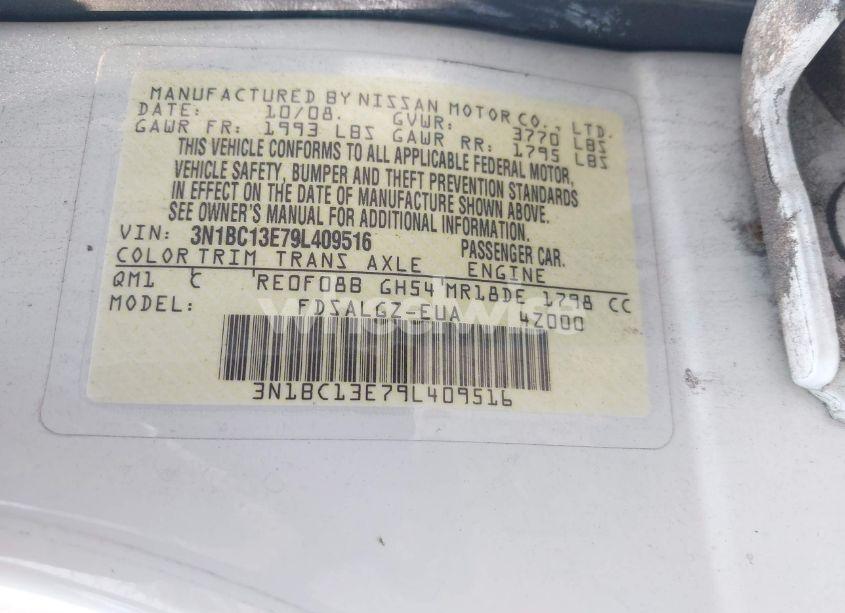 MANUFACTURED BY NISSAN MOTOR CO., LTD.
DATE: 10/08. GVWR: 3770 LBS
GAWR FR: 1993 LBS GAWR RR: 1795 LBS
THIS VEHICLE CONFORMS TO ALL APPLICABLE FEDERAL MOTOR,
VEHICLE SAFETY, BUMPER AND THEFT PREVENTION STANDARDS
IN EFFECT ON THE DATE OF MANUFACTURE SHOWN ABOVE.
SEE OWNER'S MANUAL FOR ADDITIONAL INFORMATION.
VIN: 3N1BC13E79L409516 PASSENGER CAR.
COLOR TRIM TRANS AXLE ENGINE
QM1 C RE0F08B GH54 MR18DE 1798 CC
MODEL: FDSALGZ-EUA 4Z000
wheelwise
3N1BC13E79L409516